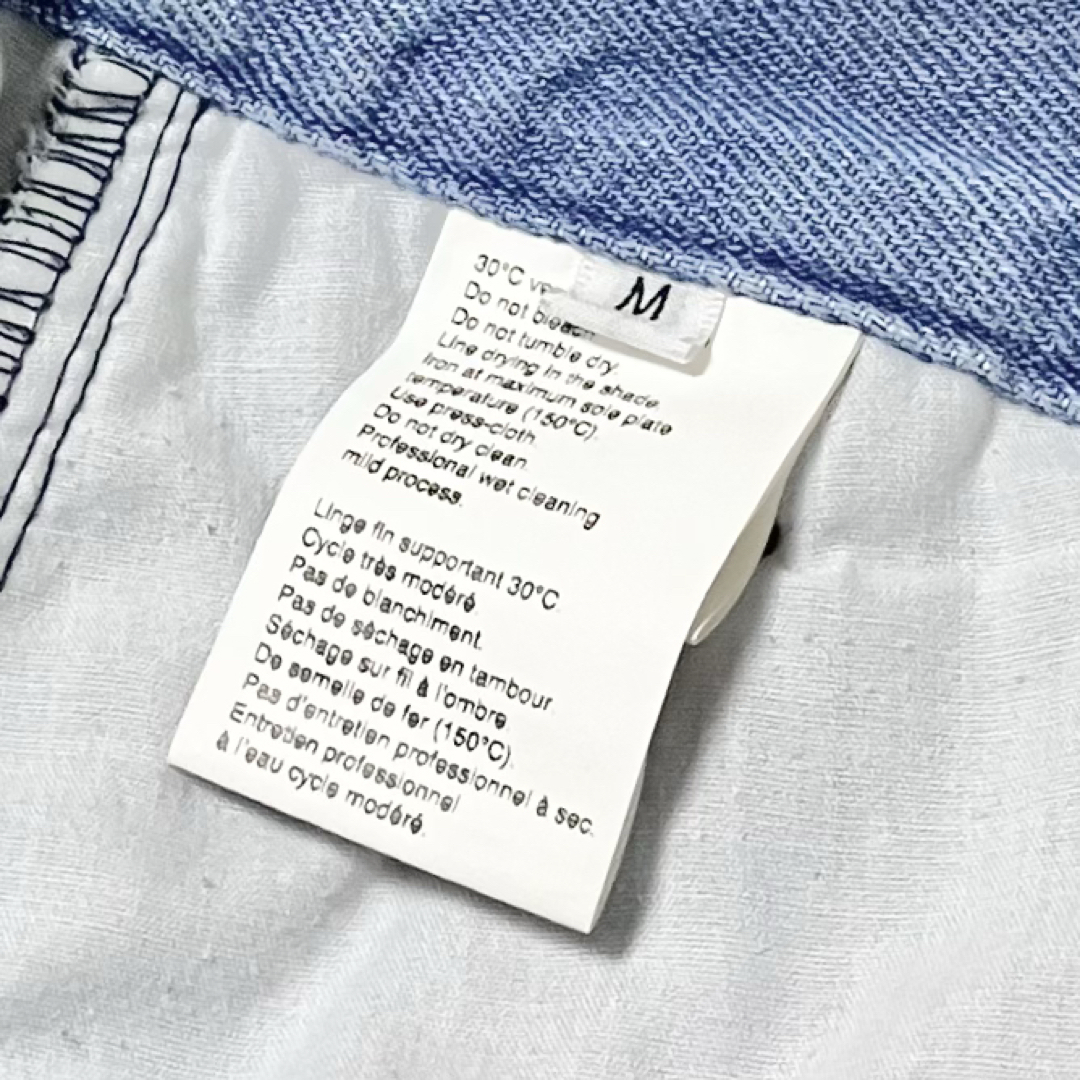 M
30°C
Do not bleach
Do not tumble dry.
Line drying in the shade.
Iron at maximum sole plate
temperature (150°C).
Use press-cloth
Do not dry clean.
Professional wet cleaning
mild process.
Linge fin supportant 30°C
Cycle très modéré.
Pas de blanchiment.
Pas de séchage en tambour.
Séchage sur fil à l'ombre.
De semelle de fer (150°C).
Pas d'entretien professionnel à sec.
Entretien professionnel
à l'eau cycle modéré.